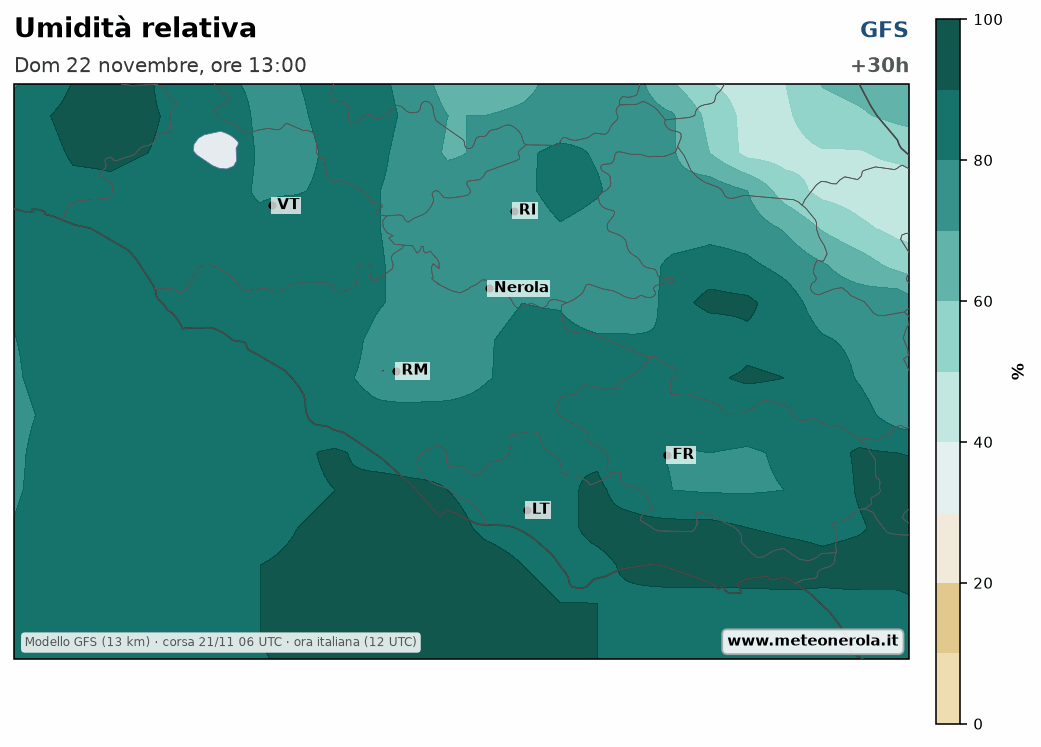 Umidità relativa
GFS
Dom 22 novembre, ore 13:00
+30h
100
80
60
40
20
0
%
VT
RI
Nerola
RM
FR
LT
Modello GFS (13 km) · corsa 21/11 06 UTC · ora italiana (12 UTC)
www.meteonerola.it